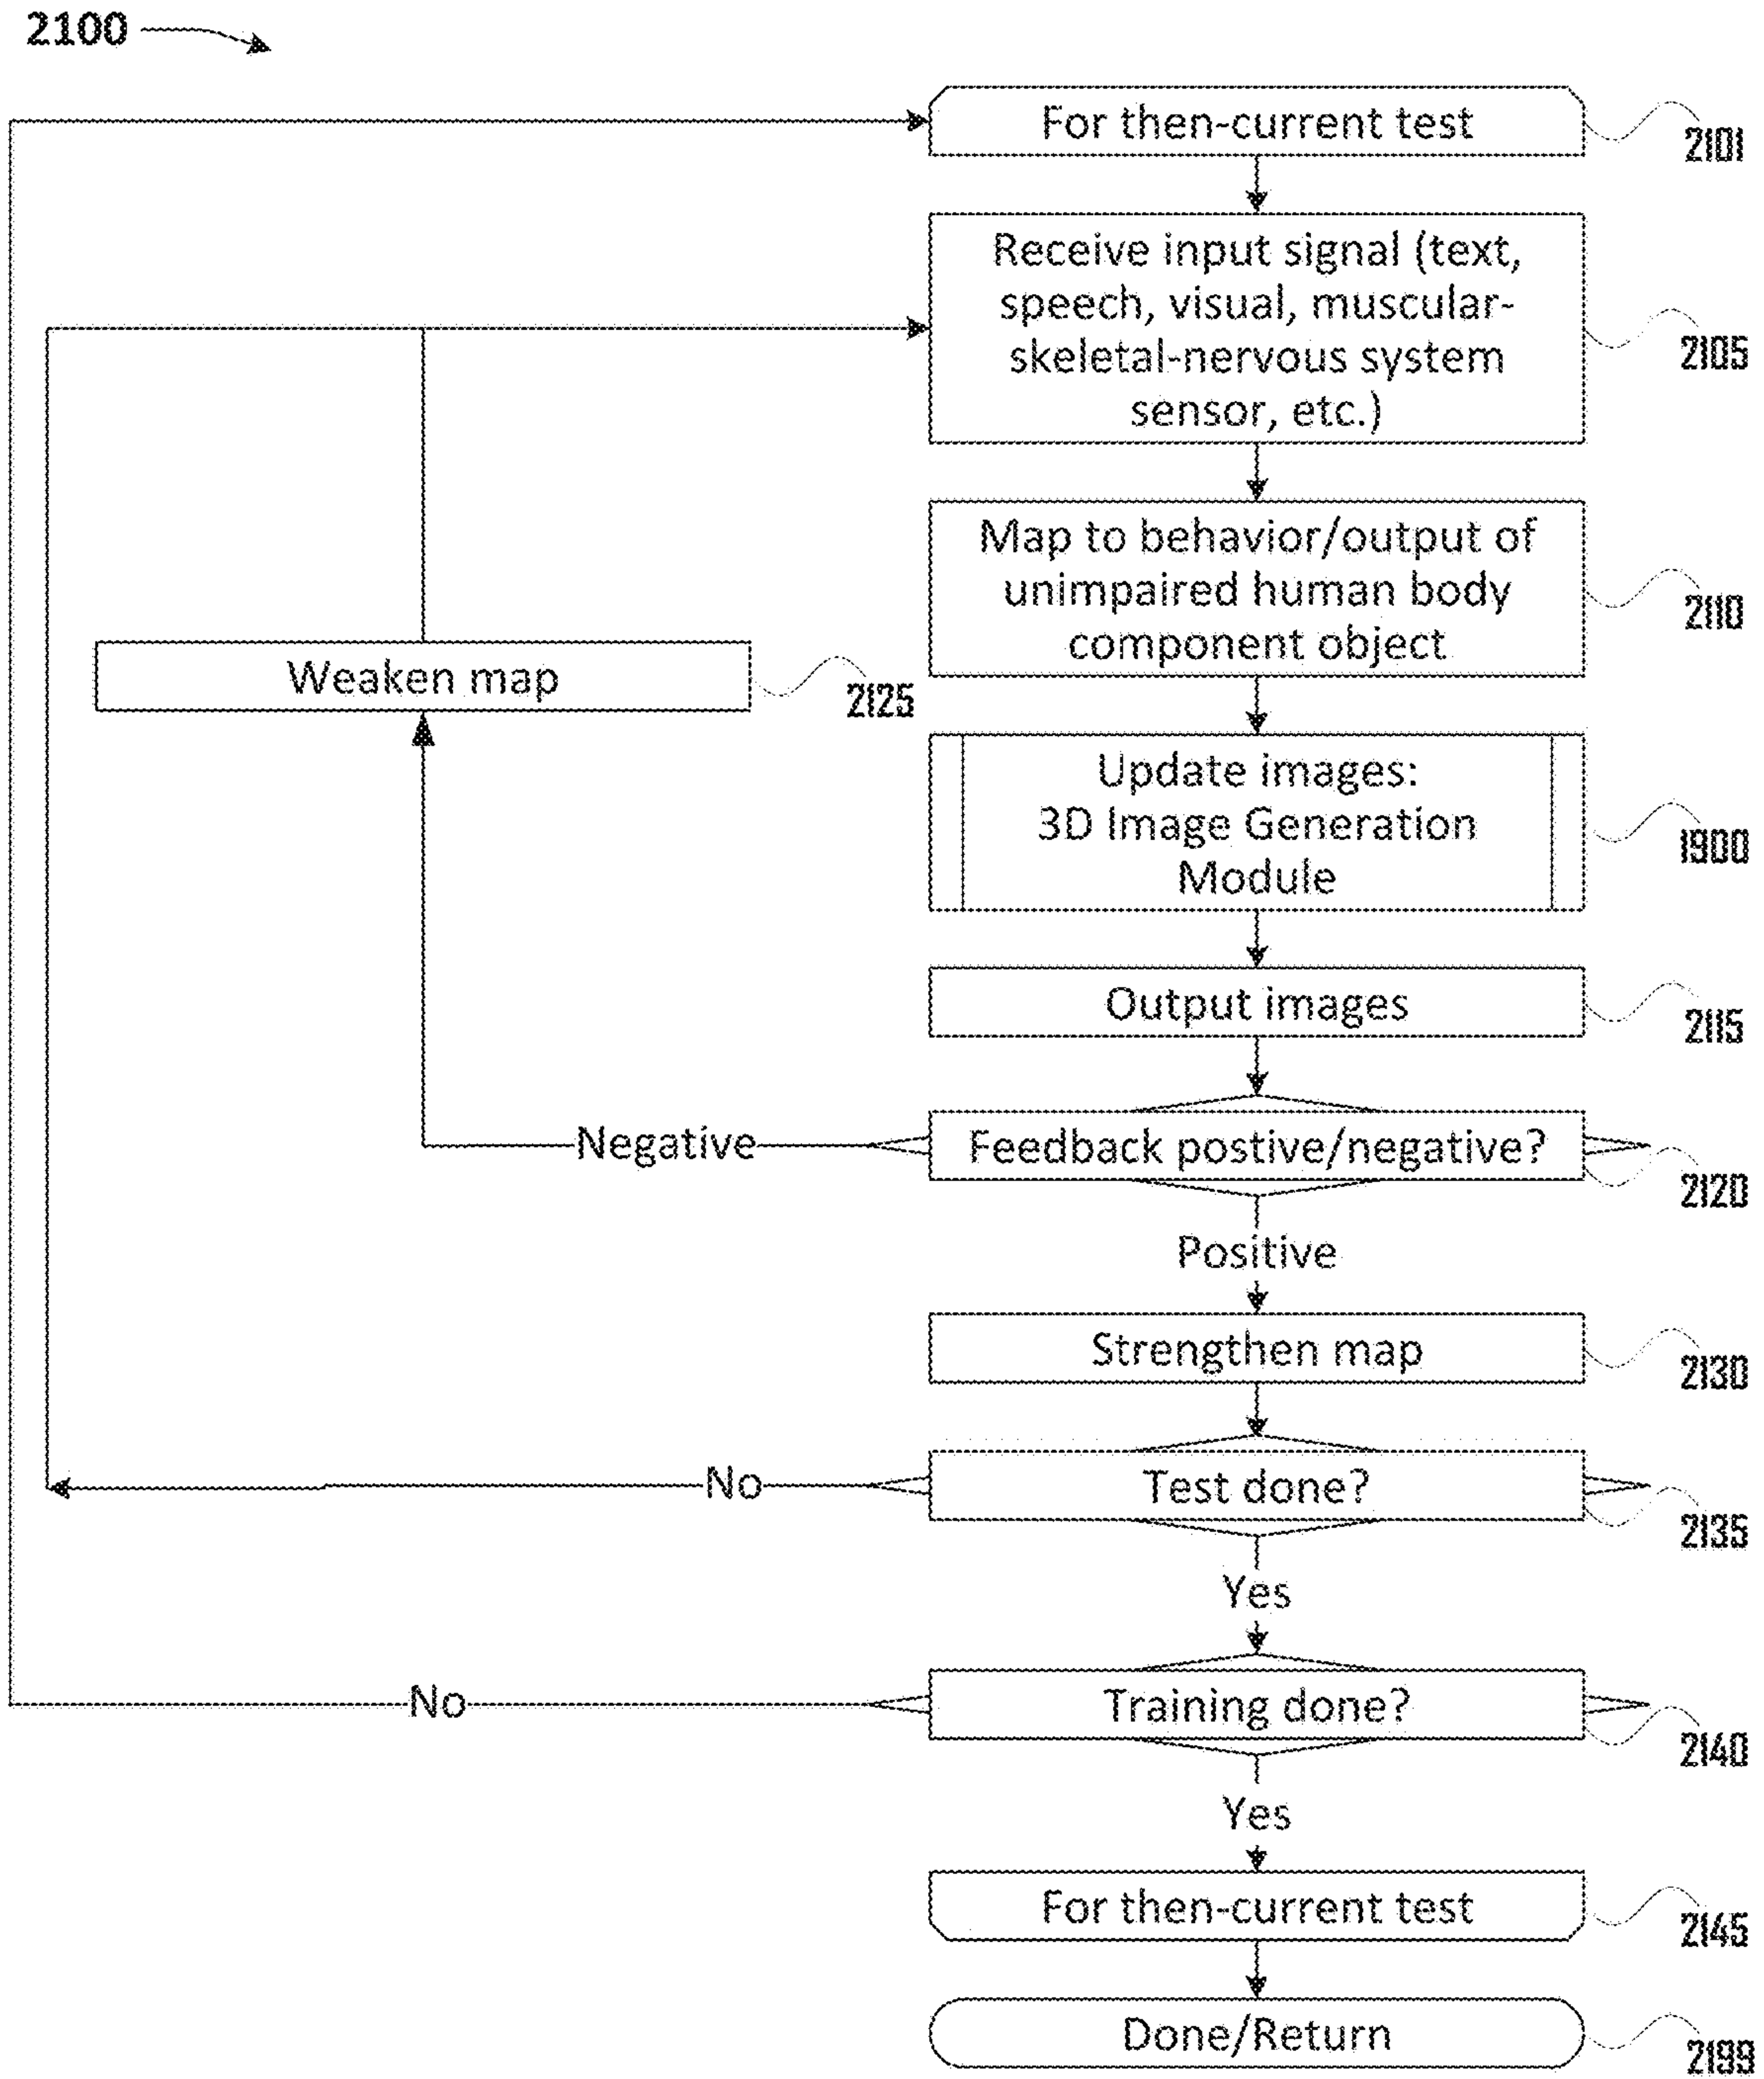 2100
For then-current test
2101
Receive input signal (text,
speech, visual, muscular-
skeletal-nervous system
sensor, etc.)
2105
Map to behavior/output of
unimpaired human body
component object
2110
Weaken map
2125
Update images:
3D Image Generation
Module
1900
Output images
2115
Negative
Feedback postive/negative?
2120
Positive
Strengthen map
2130
No
Test done?
2135
Yes
No
Training done?
2140
Yes
For then-current test
2145
Done/Return
2199